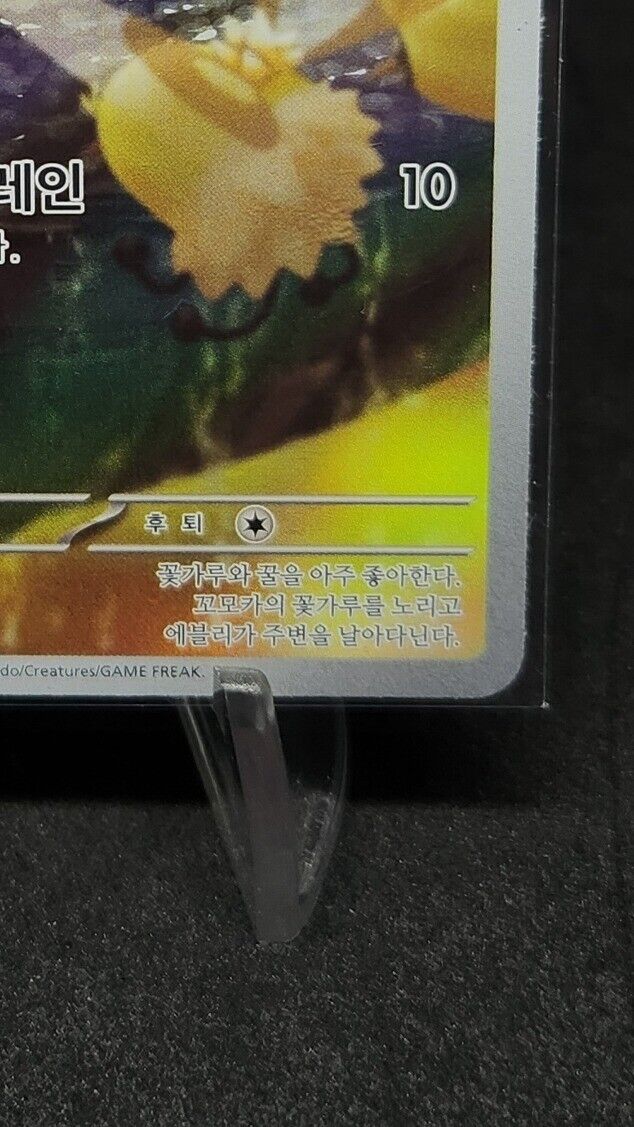 레인 10
다.
후 퇴
꽃가루와 꿀을 아주 좋아한다.
꼬모카의 꽃가루를 노리고
에블리가 주변을 날아다닌다.
do/Creatures/GAME FREAK.